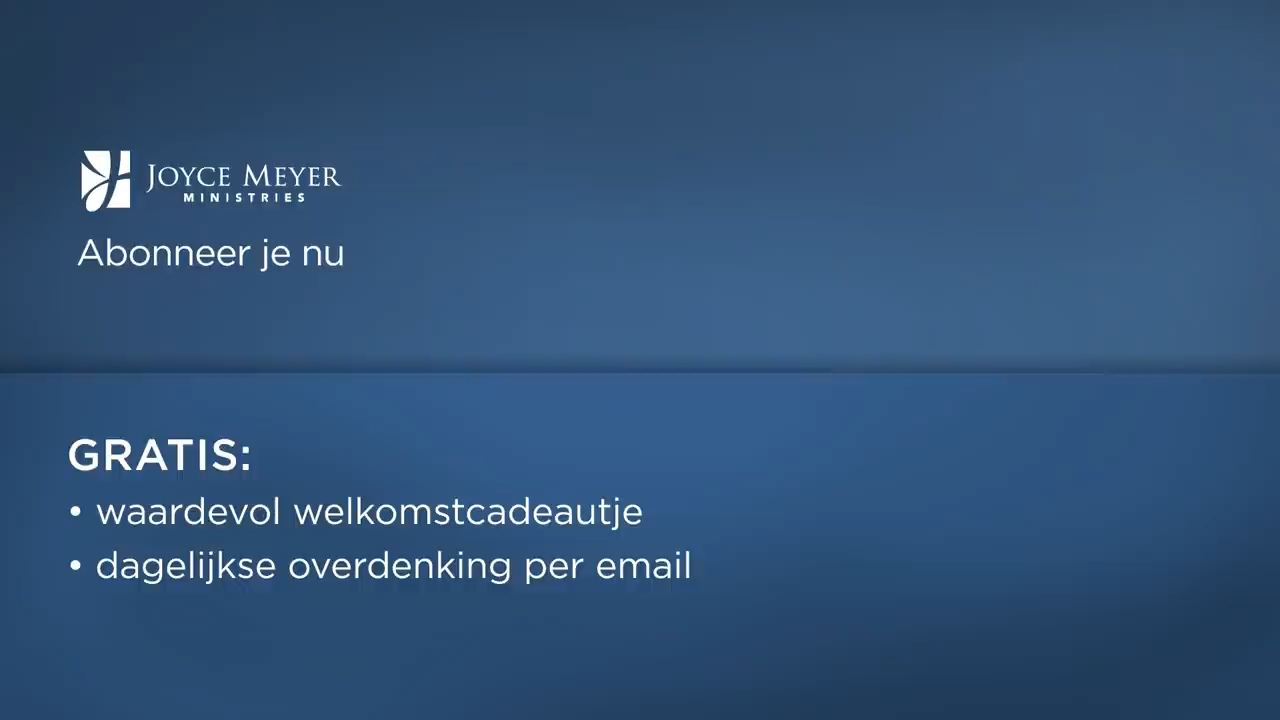 JOYCE MEYER
MINISTRIES
Abonneer je nu
GRATIS:
• waardevol welkomstcadeautje
• dagelijkse overdenking per email